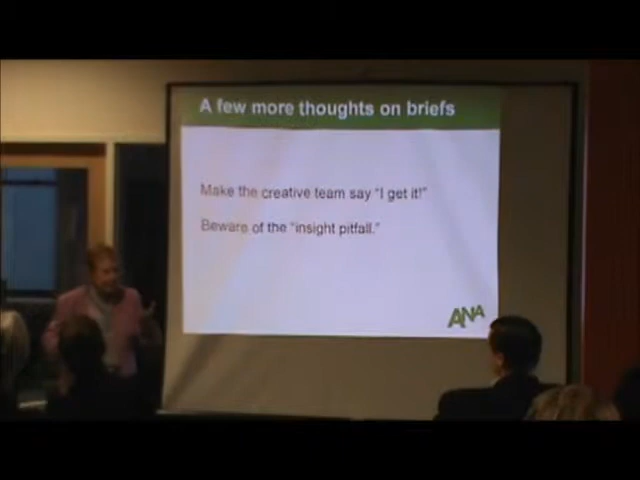 A few more thoughts on briefs
Make the creative team say "I get it!"
Beware of the "insight pitfall."
ANA